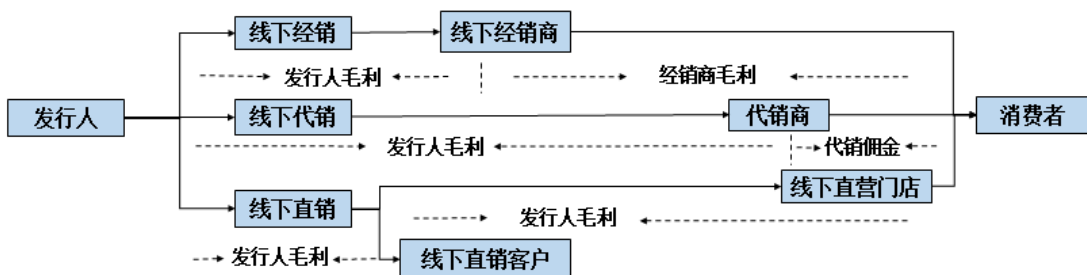 线下经销
线下经销商
发行人毛利
经销商毛利
发行人
线下代销
代销商
消费者
发行人毛利
代销佣金
线下直营门店
线下直销
发行人毛利
发行人毛利
线下直销客户